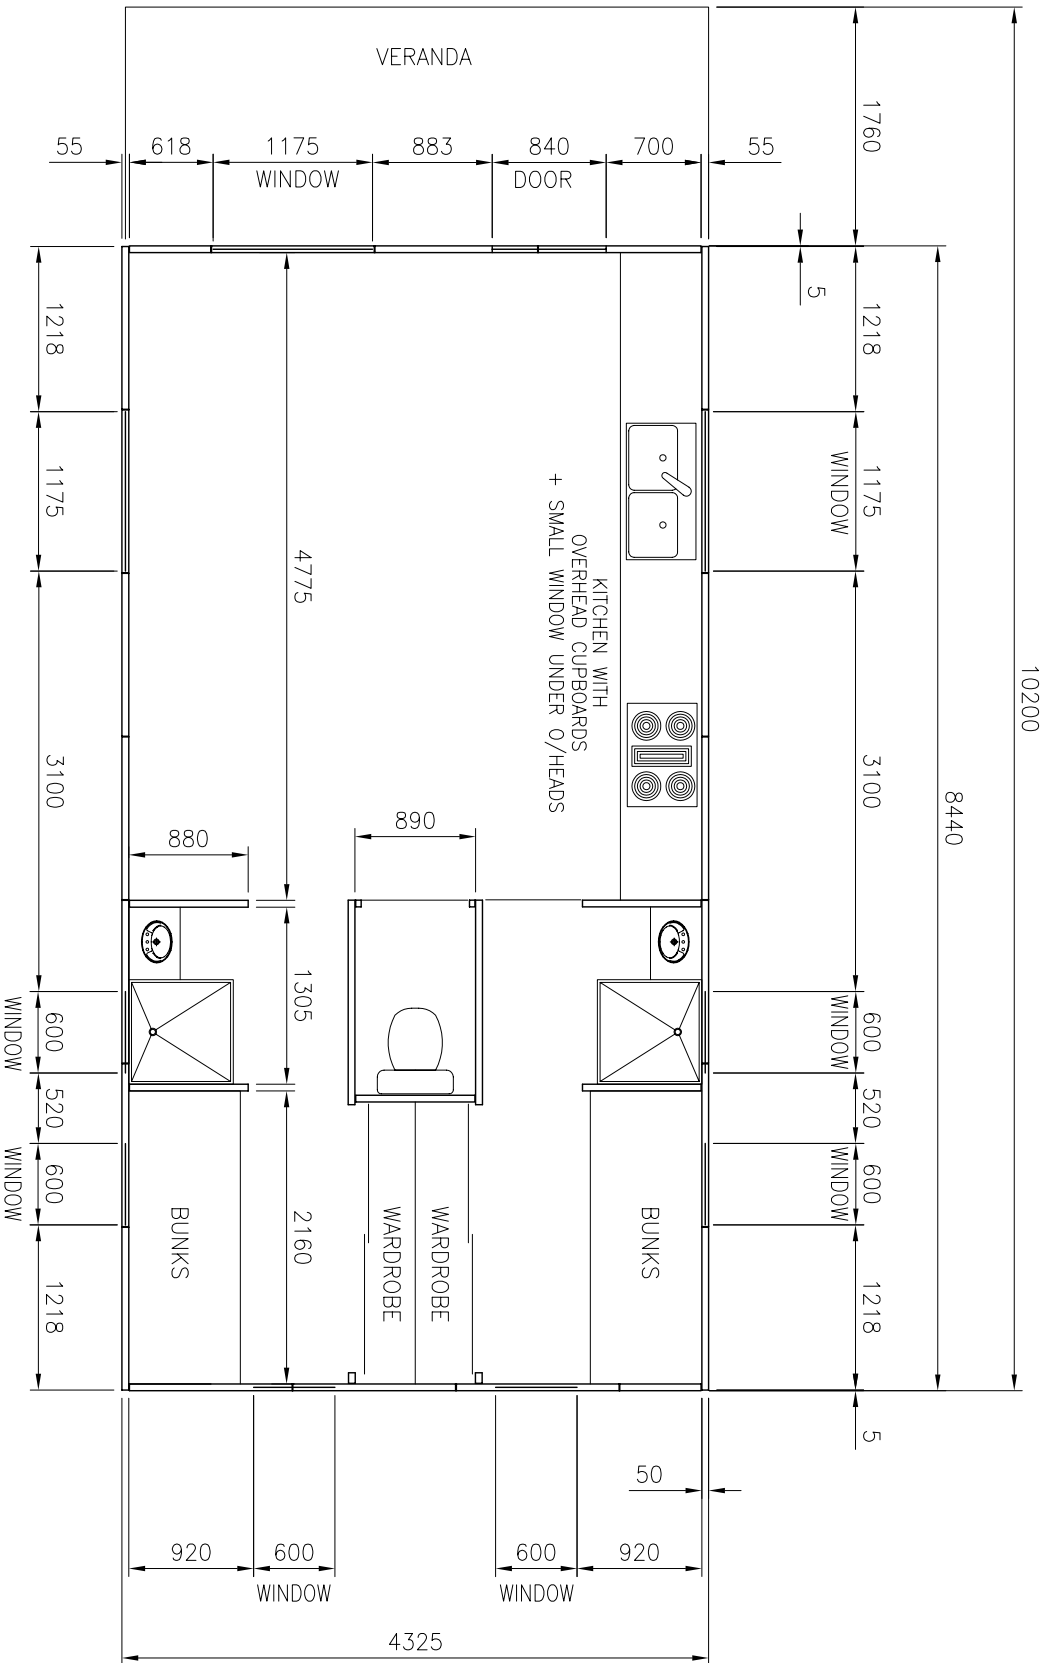 VERANDA
55
618
1175
883
840
700
55
WINDOW
DOOR
1760
5
1218
1175
WINDOW
3100
600
WINDOW
520
600
WINDOW
1218
5
8440
10200
1218
1175
3100
600
WINDOW
520
600
WINDOW
1218
4775
KITCHEN WITH
OVERHEAD CUPBOARDS
+ SMALL WINDOW UNDER O/HEADS
880
890
1305
2160
BUNKS
WARDROBE
WARDROBE
BUNKS
50
920
600
600
920
WINDOW
WINDOW
4325